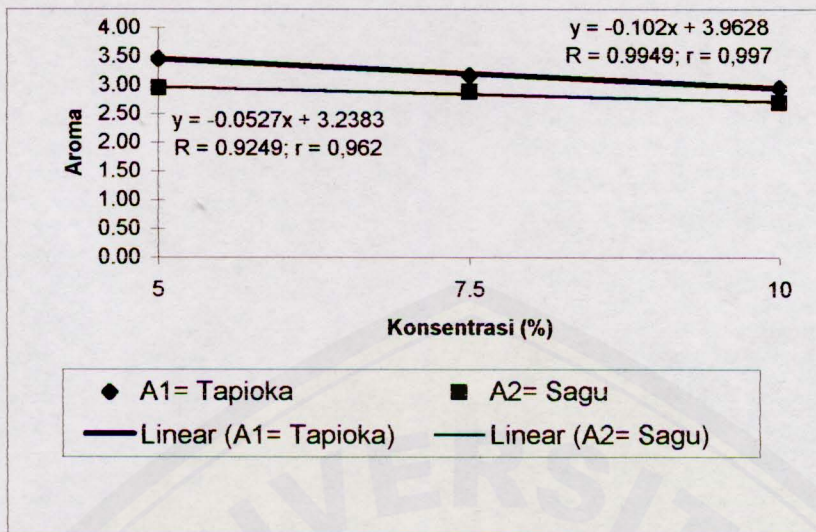 4.00
3.50
3.00
2.50
2.00
1.50
1.00
0.50
0.00
Aroma
y = -0.102x + 3.9628
R = 0.9949; r = 0,997
y = -0.0527x + 3.2383
R = 0.9249; r = 0,962
5 7.5 10
Konsentrasi (%)
A1= Tapioka A2= Sagu
Linear (A1= Tapioka) Linear (A2= Sagu)
IVERSIT